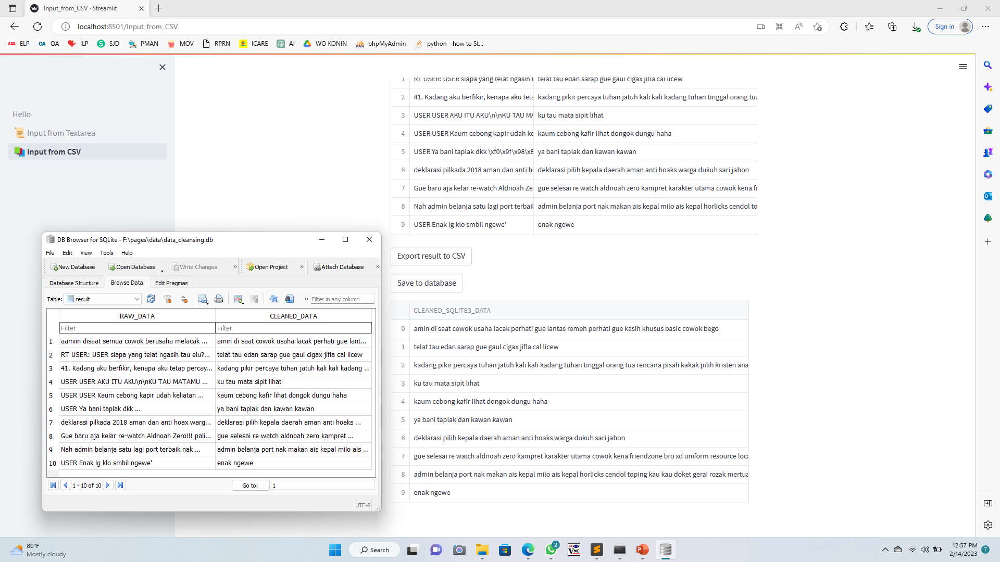 Input_from_CSV · Streamlit
localhost:8501/Input_from_CSV
Sign in
ABB ELP
OA OA
ILP
S SJD
PMAN
MOV
RPRN
ICARE
AI
WO KONIN
PMA phpMyAdmin
python - how to St...
Hello
Input from Textarea
Input from CSV
1 RT USER: USER siapa yang telat ngasih t telat tau edan sarap gue gaul cigax jifla cal licew
2 41. Kadang aku berfikir, kenapa aku teta kadang pikir percaya tuhan jatuh kali kali kadang tuhan tinggal orang tua
3 USER USER AKU ITU AKU\n\nKU TAU MA ku tau mata sipit lihat
4 USER USER Kaum cebong kapir udah ke kaum cebong kafir lihat dongok dungu haha
5 USER Ya bani taplak dkk \xf0\x9f\x98\x8 ya bani taplak dan kawan kawan
6 deklarasi pilkada 2018 aman dan anti h deklarasi pilih kepala daerah aman anti hoaks warga dukuh sari jabon
7 Gue baru aja kelar re-watch Aldnoah Ze gue selesai re watch aldnoah zero kampret karakter utama cowok kena f
8 Nah admin belanja satu lagi port terbail admin belanja port nak makan ais kepal milo ais kepal horlicks cendol to
9 USER Enak lg klo smbil ngewe' enak ngewe
Export result to CSV
Save to database
CLEANED_SQLITE3_DATA
0 amin di saat cowok usaha lacak perhati gue lantas remeh perhati gue kasih khusus basic cowok bego
1 telat tau edan sarap gue gaul cigax jifla cal licew
2 kadang pikir percaya tuhan jatuh kali kali kadang tuhan tinggal orang tua rencana pisah kakak pilih kristen ana
3 ku tau mata sipit lihat
4 kaum cebong kafir lihat dongok dungu haha
5 ya bani taplak dan kawan kawan
6 deklarasi pilih kepala daerah aman anti hoaks warga dukuh sari jabon
7 gue selesai re watch aldnoah zero kampret karakter utama cowok kena friendzone bro xd uniform resource loca
8 admin belanja port nak makan ais kepal milo ais kepal horlicks cendol toping kau kau doket gerai rozak mertua
9 enak ngewe
DB Browser for SQLite - F:\pages\data\data_cleansing.db
File Edit View Tools Help
New Database Open Database Write Changes » Open Project » Attach Database »
Database Structure Browse Data Edit Pragmas
Table: result » Filter in any column
RAW_DATA CLEANED_DATA
Filter Filter
1 aamiin disaat semua cowok berusaha melacak ... amin di saat cowok usaha lacak perhati gue lant...
2 RT USER: USER siapa yang telat ngasih tau elu?... telat tau edan sarap gue gaul cigax jifla cal licew
3 41. Kadang aku berfikir, kenapa aku tetap percay... kadang pikir percaya tuhan jatuh kali kali kadang ...
4 USER USER AKU ITU AKU\n\nKU TAU MATAMU ... ku tau mata sipit lihat
5 USER USER Kaum cebong kapir udah keliatan ... kaum cebong kafir lihat dongok dungu haha
6 USER Ya bani taplak dkk ... ya bani taplak dan kawan kawan
7 deklarasi pilkada 2018 aman dan anti hoax warg... deklarasi pilih kepala daerah aman anti hoaks ...
8 Gue baru aja kelar re-watch Aldnoah Zero!!! pali... gue selesai re watch aldnoah zero kampret ...
9 Nah admin belanja satu lagi port terbaik nak ... admin belanja port nak makan ais kepal milo ais ...
10 USER Enak lg klo smbil ngewe' enak ngewe
1 - 10 of 10 Go to: 1
UTF-8
80°F
Mostly cloudy
Search
2
VNC
12:57 PM
2/14/2023
7